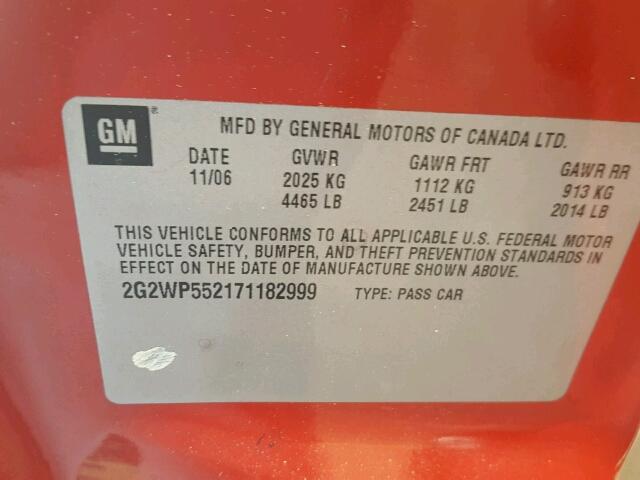 GM
MFD BY GENERAL MOTORS OF CANADA LTD.
DATE GVWR GAWR FRT GAWR RR
11/06 2025 KG 1112 KG 913 KG
4465 LB 2451 LB 2014 LB
THIS VEHICLE CONFORMS TO ALL APPLICABLE U.S. FEDERAL MOTOR
VEHICLE SAFETY, BUMPER, AND THEFT PREVENTION STANDARDS IN
EFFECT ON THE DATE OF MANUFACTURE SHOWN ABOVE.
2G2WP552171182999 TYPE: PASS CAR